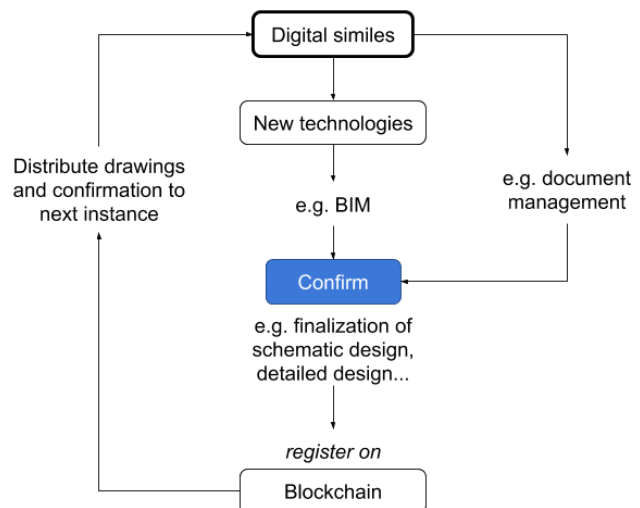 Digital similes
New technologies
Distribute drawings
and confirmation to
next instance
e.g. document
management
e.g. BIM
Confirm
e.g. finalization of
schematic design,
detailed design...
register on
Blockchain